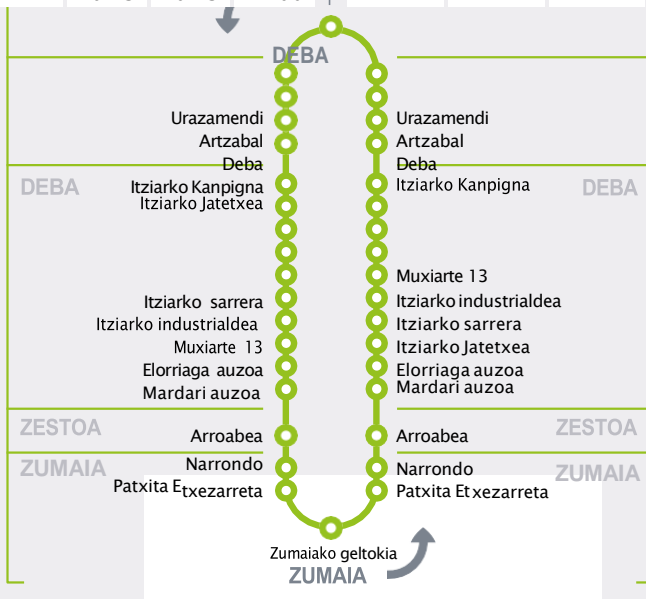 DEBA
Urazamendi
Urazamendi
Artzabal
Artzabal
Deba
Deba
DEBA
Itziarko Kanpigna
Itziarko Kanpigna
DEBA
Itziarko Jatetxea
Muxiarte 13
Itziarko sarrera
Itziarko industrialdea
Itziarko industrialdea
Itziarko sarrera
Muxiarte 13
Itziarko Jatetxea
Elorriaga auzoa
Elorriaga auzoa
Mardari auzoa
Mardari auzoa
ZESTOA
Arroabea
Arroabea
ZESTOA
ZUMAIA
Narrondo
Narrondo
ZUMAIA
Patxita Etxezarreta
Patxita Etxezarreta
Zumaiako geltokia
ZUMAIA